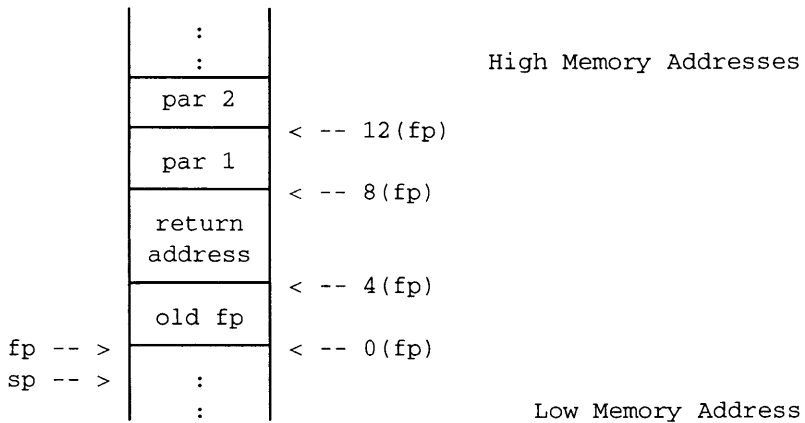 :
: High Memory Addresses
par 2
< -- 12(fp)
par 1
< -- 8(fp)
return
address
< -- 4(fp)
old fp
fp -- > < -- 0(fp)
sp -- > :
: Low Memory Address